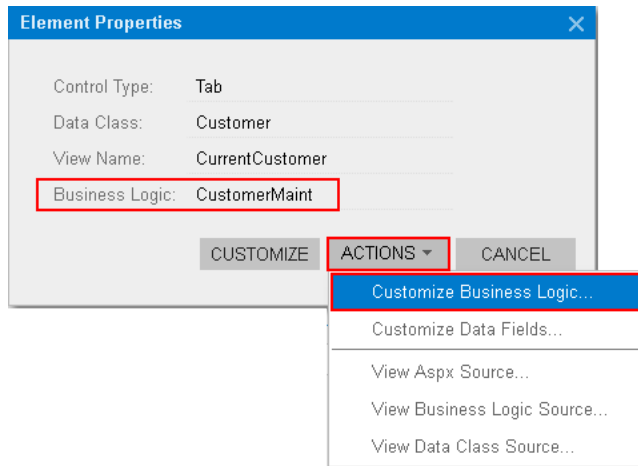 Element Properties
Control Type: Tab
Data Class: Customer
View Name: CurrentCustomer
Business Logic: CustomerMaint
CUSTOMIZE ACTIONS CANCEL
Customize Business Logic...
Customize Data Fields...
View Aspx Source...
View Business Logic Source...
View Data Class Source...